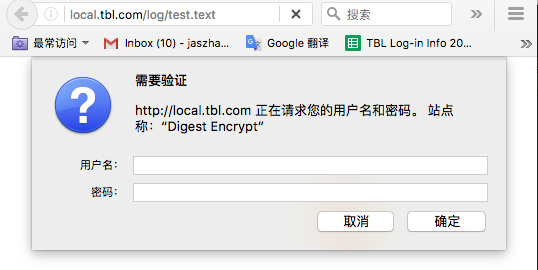 local.tbl.com/log/test.text
搜索
最常访问
Inbox (10) - jaszha...
Google 翻译
TBL Log-in Info 20...
需要验证
http://local.tbl.com 正在请求您的用户名和密码。 站点
称：“Digest Encrypt”
用户名：
密码：
取消
确定